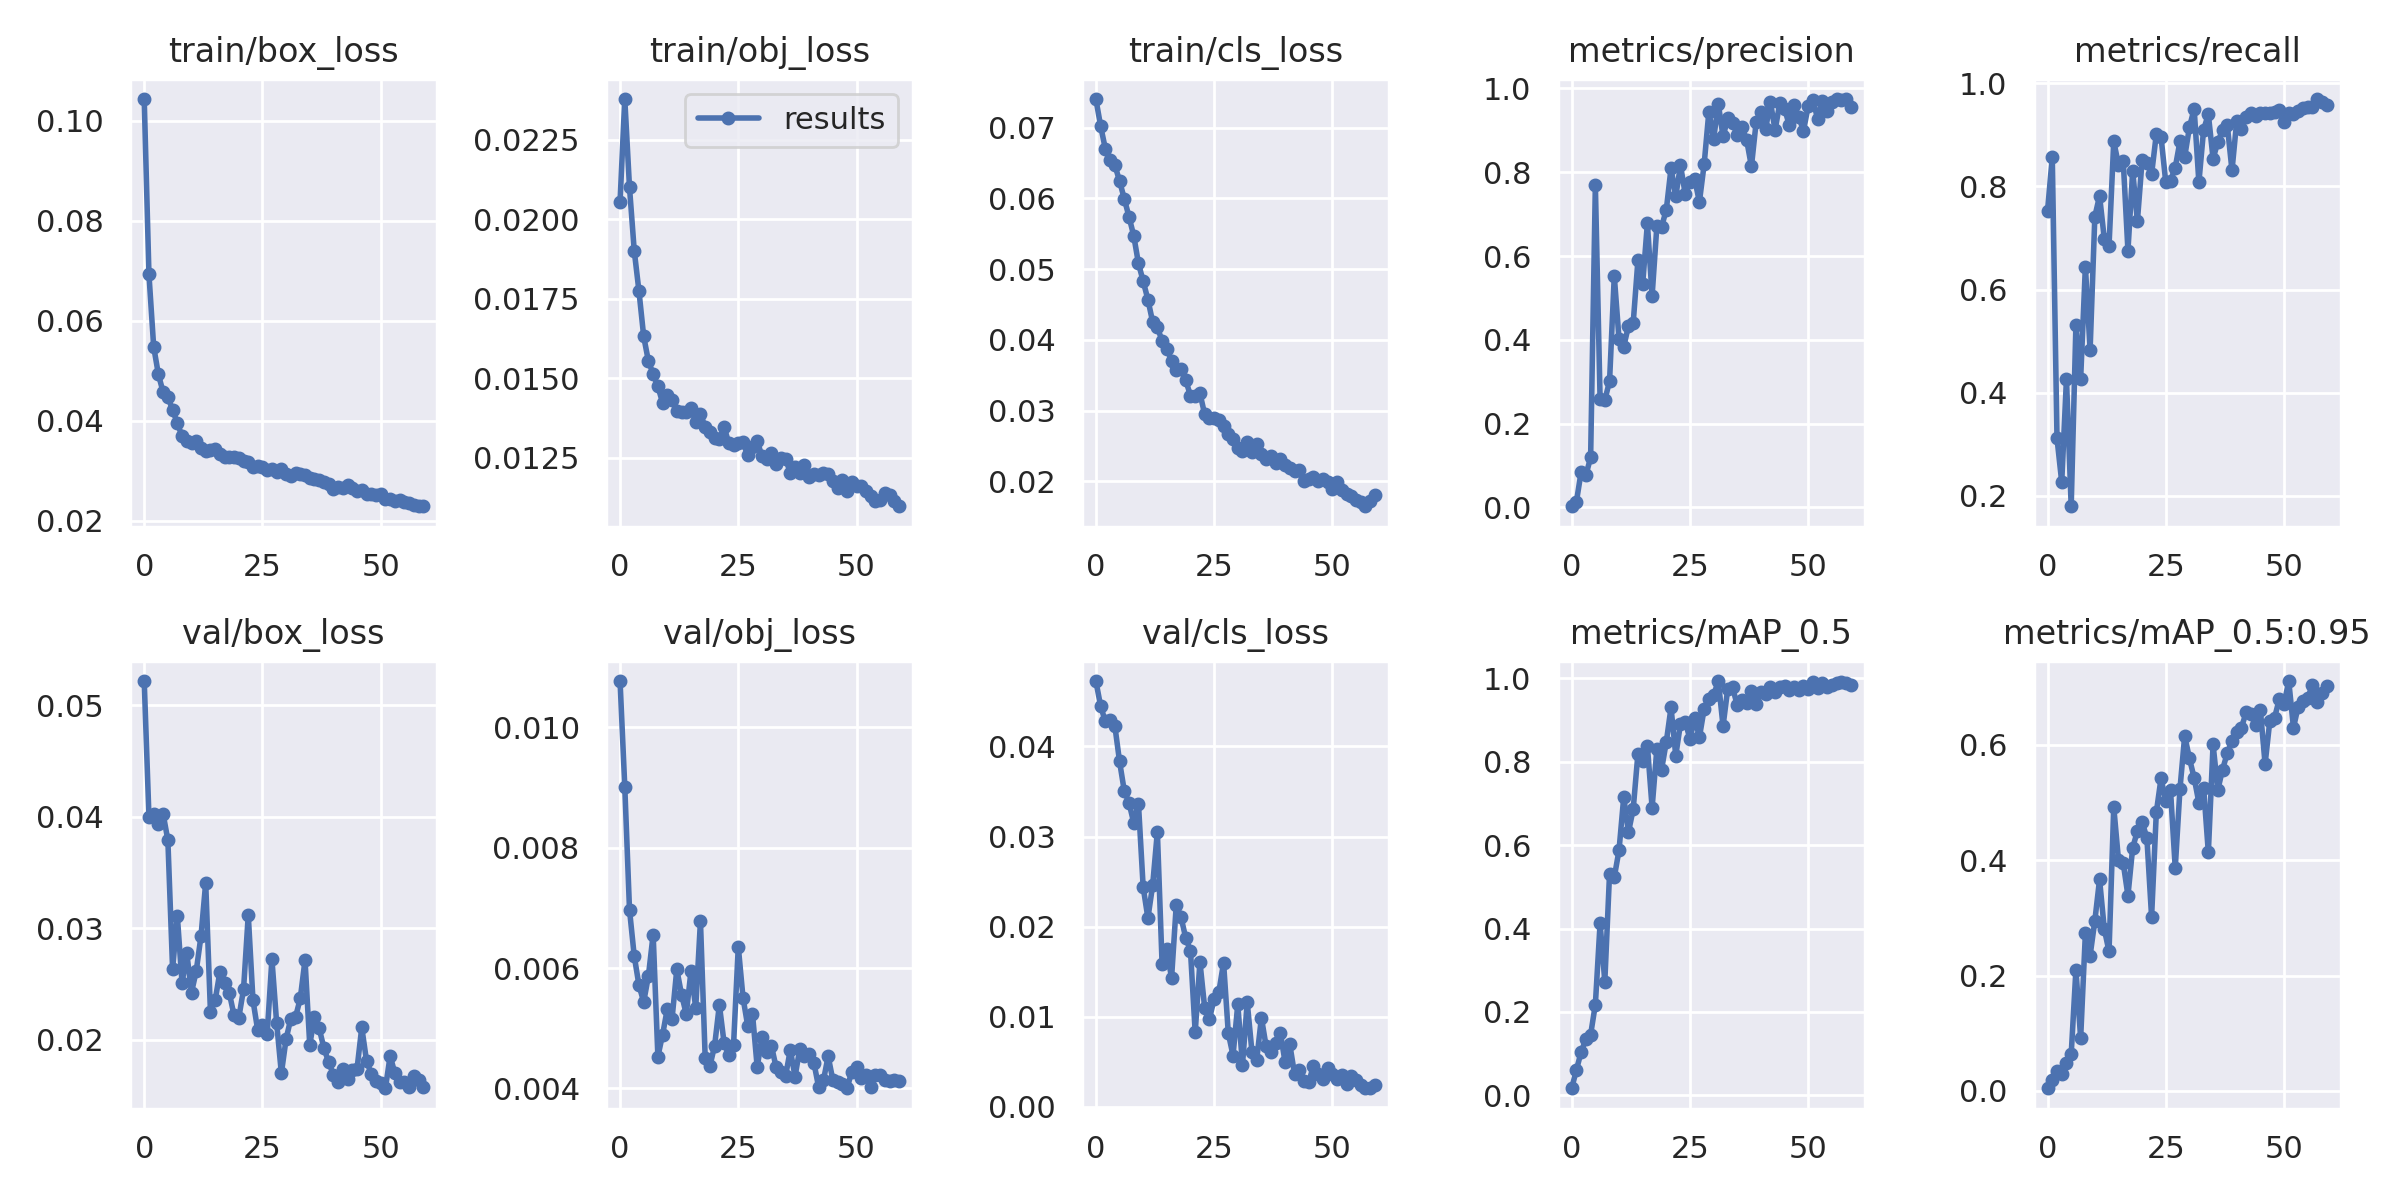 train/box_loss
0.10
0.08
0.06
0.04
0.02
0 25 50
train/obj_loss
results
0.0225
0.0200
0.0175
0.0150
0.0125
0 25 50
train/cls_loss
0.07
0.06
0.05
0.04
0.03
0.02
0 25 50
metrics/precision
1.0
0.8
0.6
0.4
0.2
0.0
0 25 50
metrics/recall
1.0
0.8
0.6
0.4
0.2
0 25 50
val/box_loss
0.05
0.04
0.03
0.02
0 25 50
val/obj_loss
0.010
0.008
0.006
0.004
0 25 50
val/cls_loss
0.04
0.03
0.02
0.01
0.00
0 25 50
metrics/mAP_0.5
1.0
0.8
0.6
0.4
0.2
0.0
0 25 50
metrics/mAP_0.5:0.95
0.6
0.4
0.2
0.0
0 25 50